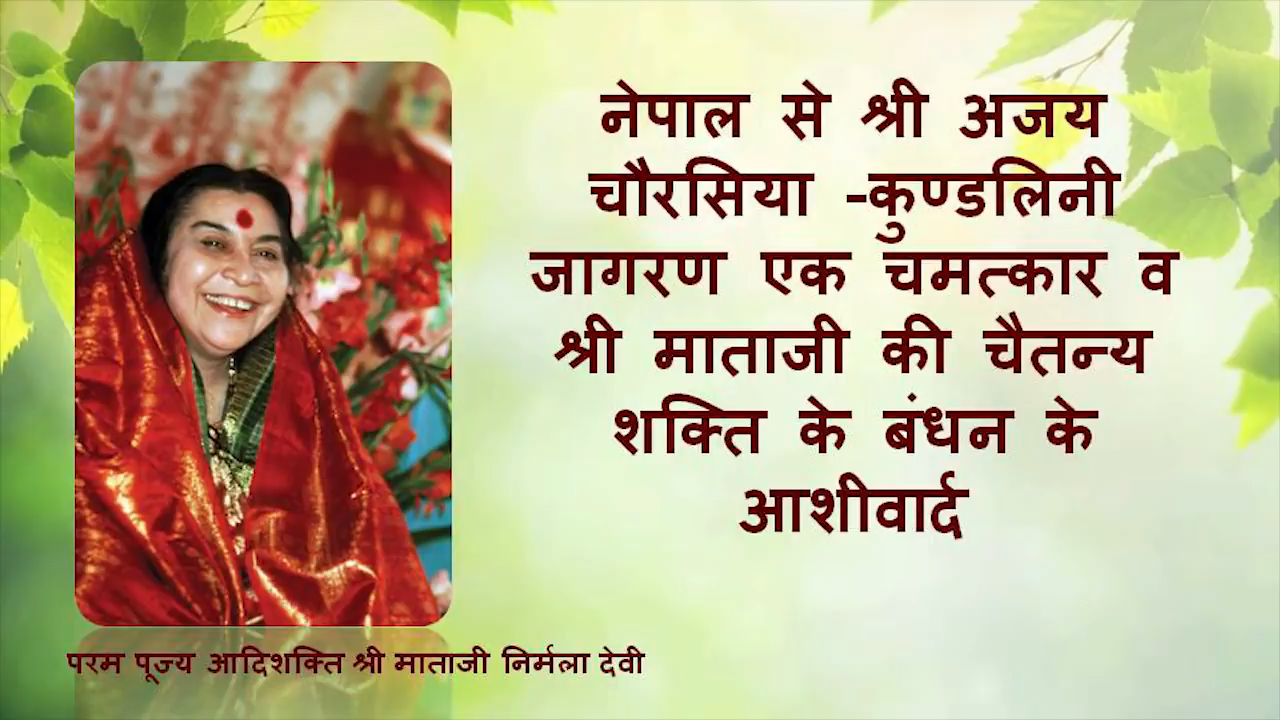 नेपाल से श्री अजय
चौरसिया -कुण्डलिनी
जागरण एक चमत्कार व
श्री माताजी की चैतन्य
शक्ति के बंधन के
आशीवार्द
परम पूज्य आदिशक्ति श्री माताजी निर्मला देवी